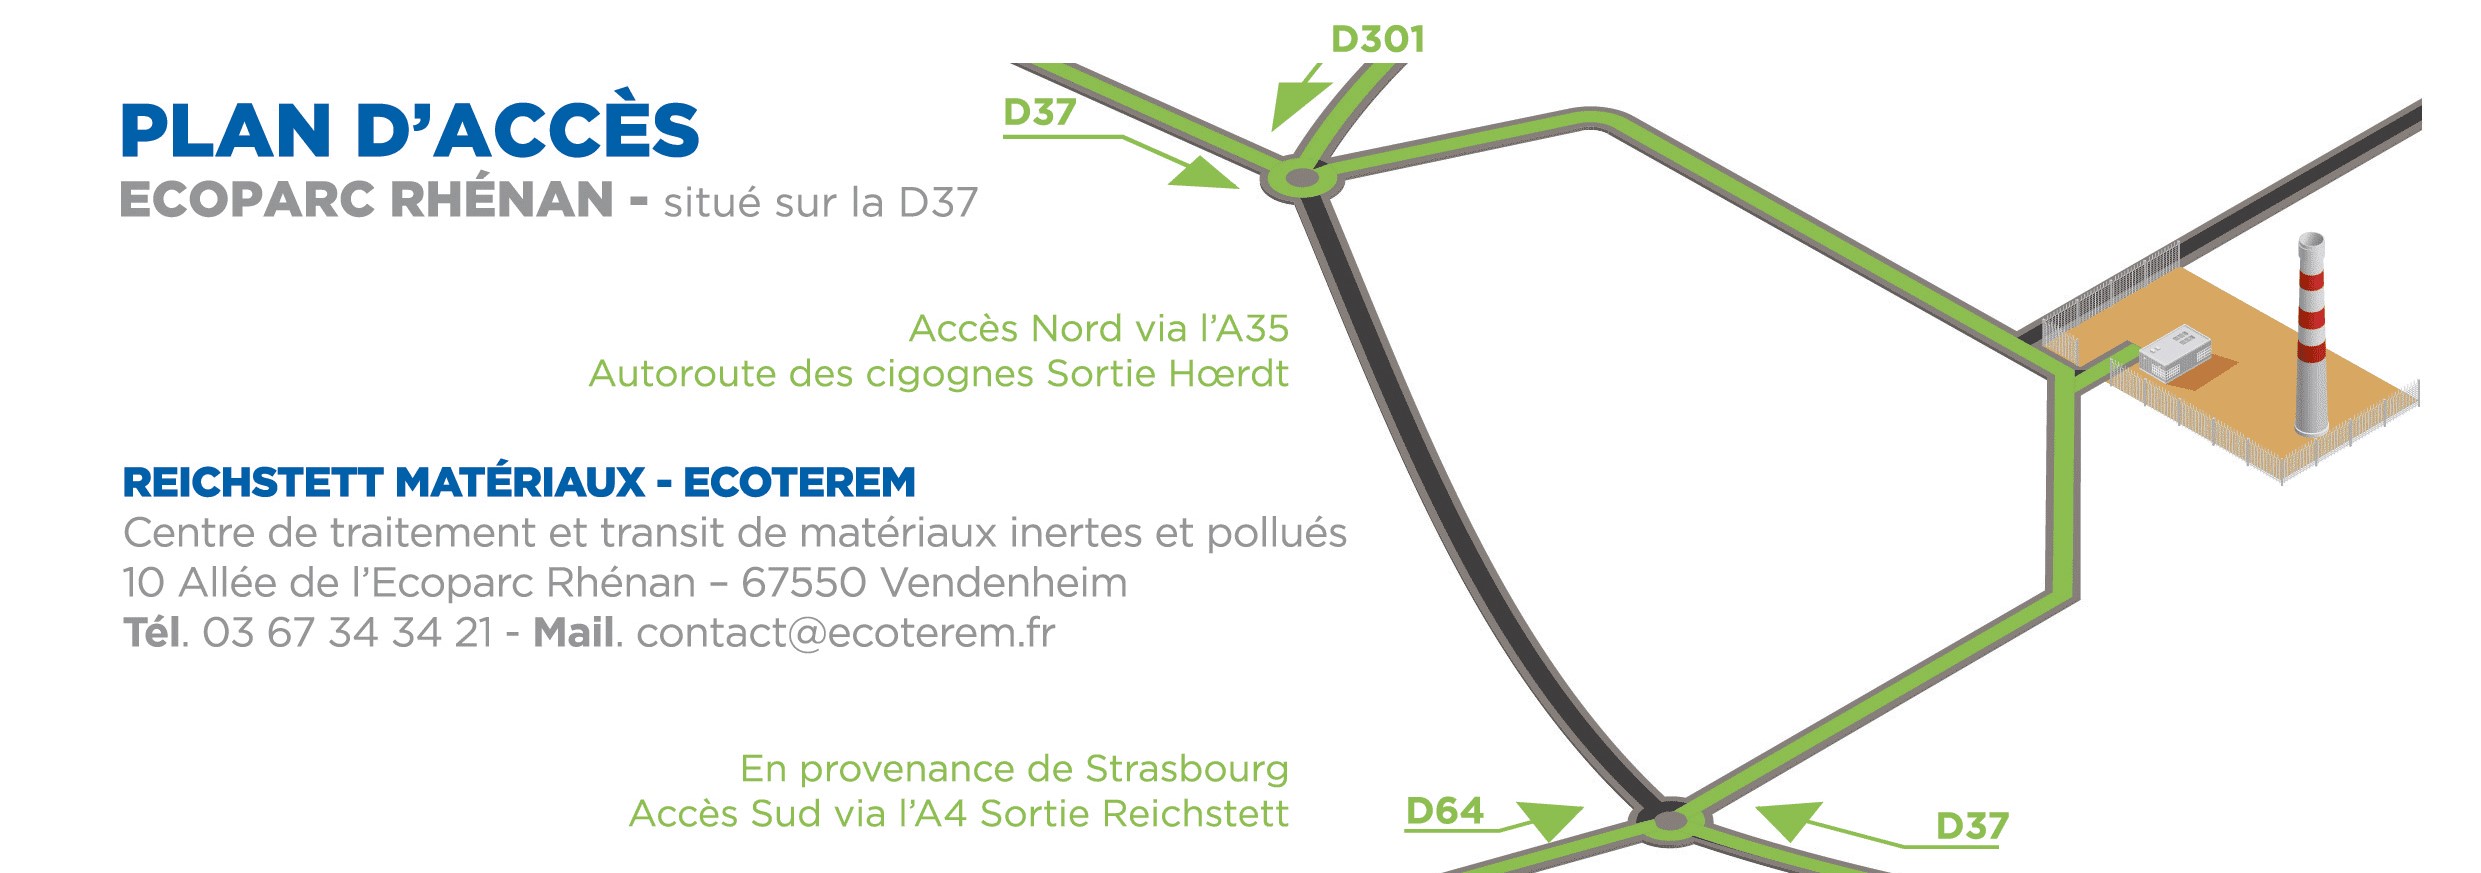 PLAN D'ACCÈS
ECOPARC RHÉNAN - situé sur la D37
D301
D37
Accès Nord via l'A35
Autoroute des cigognes Sortie Hœrdt
REICHSTETT MATÉRIAUX - ECOTEREM
Centre de traitement et transit de matériaux inertes et pollués
10 Allée de l'Ecoparc Rhénan – 67550 Vendenheim
Tél. 03 67 34 34 21 - Mail. contact@ecoterem.fr
En provenance de Strasbourg
Accès Sud via l'A4 Sortie Reichstett
D64
D37